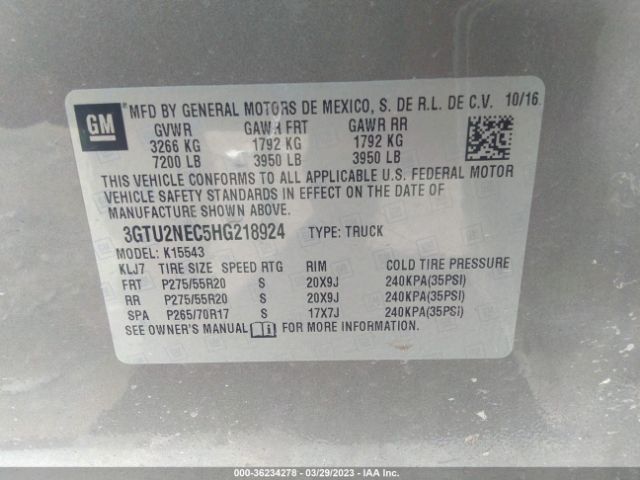 GM
MFD BY GENERAL MOTORS DE MEXICO, S. DE R.L. DE C.V. 10/16
GVWR GAWR FRT GAWR RR
3266 KG 1792 KG 1792 KG
7200 LB 3950 LB 3950 LB
THIS VEHICLE CONFORMS TO ALL APPLICABLE U.S. FEDERAL MOTOR
VEHICLE SAFETY STANDARDS IN EFFECT ON THE DATE OF
MANUFACTURE SHOWN ABOVE.
3GTU2NEC5HG218924 TYPE: TRUCK
MODEL: K15543
KLJ7 TIRE SIZE SPEED RTG RIM COLD TIRE PRESSURE
FRT P275/55R20 S 20X9J 240KPA(35PSI)
RR P275/55R20 S 20X9J 240KPA(35PSI)
SPA P265/70R17 S 17X7J 240KPA(35PSI)
SEE OWNER'S MANUAL FOR MORE INFORMATION
000-36234278 — 03/29/2023 — IAA Inc.